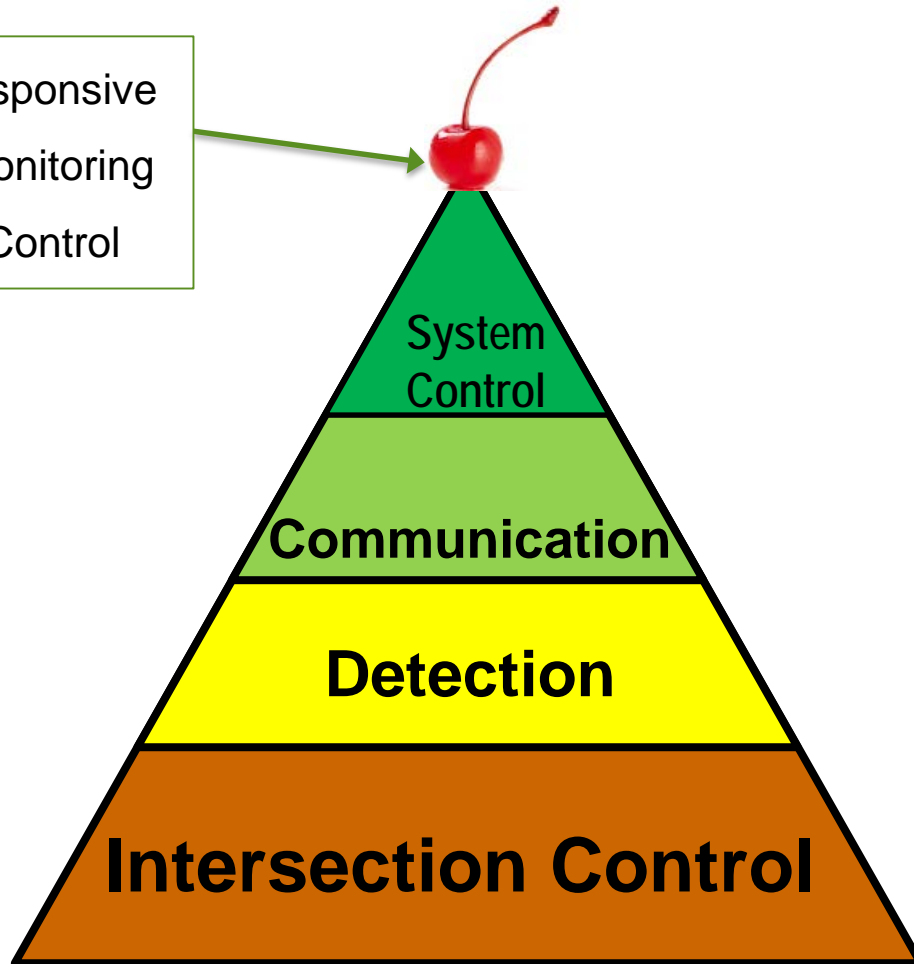 sponsive
onitoring
Control
System
Control
Communication
Detection
Intersection Control